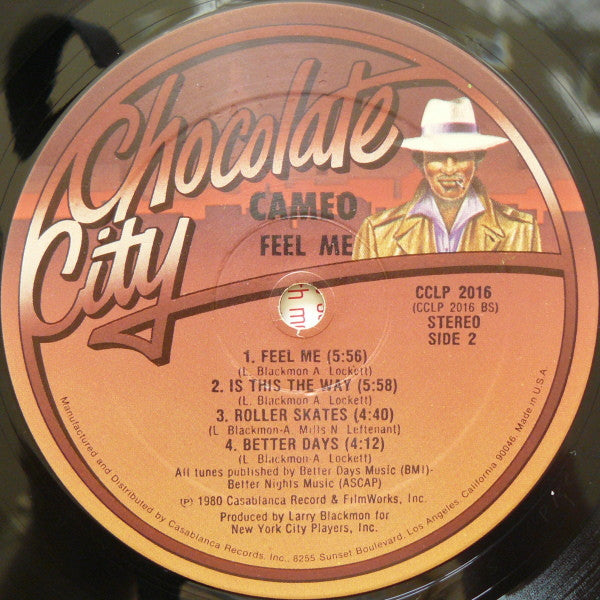 Chocolate
City
CAMEO
FEEL ME
CCLP 2016
(CCLP 2016 BS)
STEREO
SIDE 2
1. FEEL ME (5:56)
(L. Blackmon A. Lockett)
2. IS THIS THE WAY (5:58)
(L. Blackmon-A. Lockett)
3. ROLLER SKATES (4:40)
(L. Blackmon-A. Mills N. Leftenant)
4. BETTER DAYS (4:12)
(L. Blackmon-A. Lockett)
All tunes published by Better Days Music (BMI)-
Better Nights Music (ASCAP)
℗ 1980 Casablanca Record & FilmWorks, Inc.
Produced by Larry Blackmon for
New York City Players, Inc.
Manufactured and Distributed by Casablanca Records, Inc., 8255 Sunset Boulevard, Los Angeles, California 90046, Made in U.S.A.